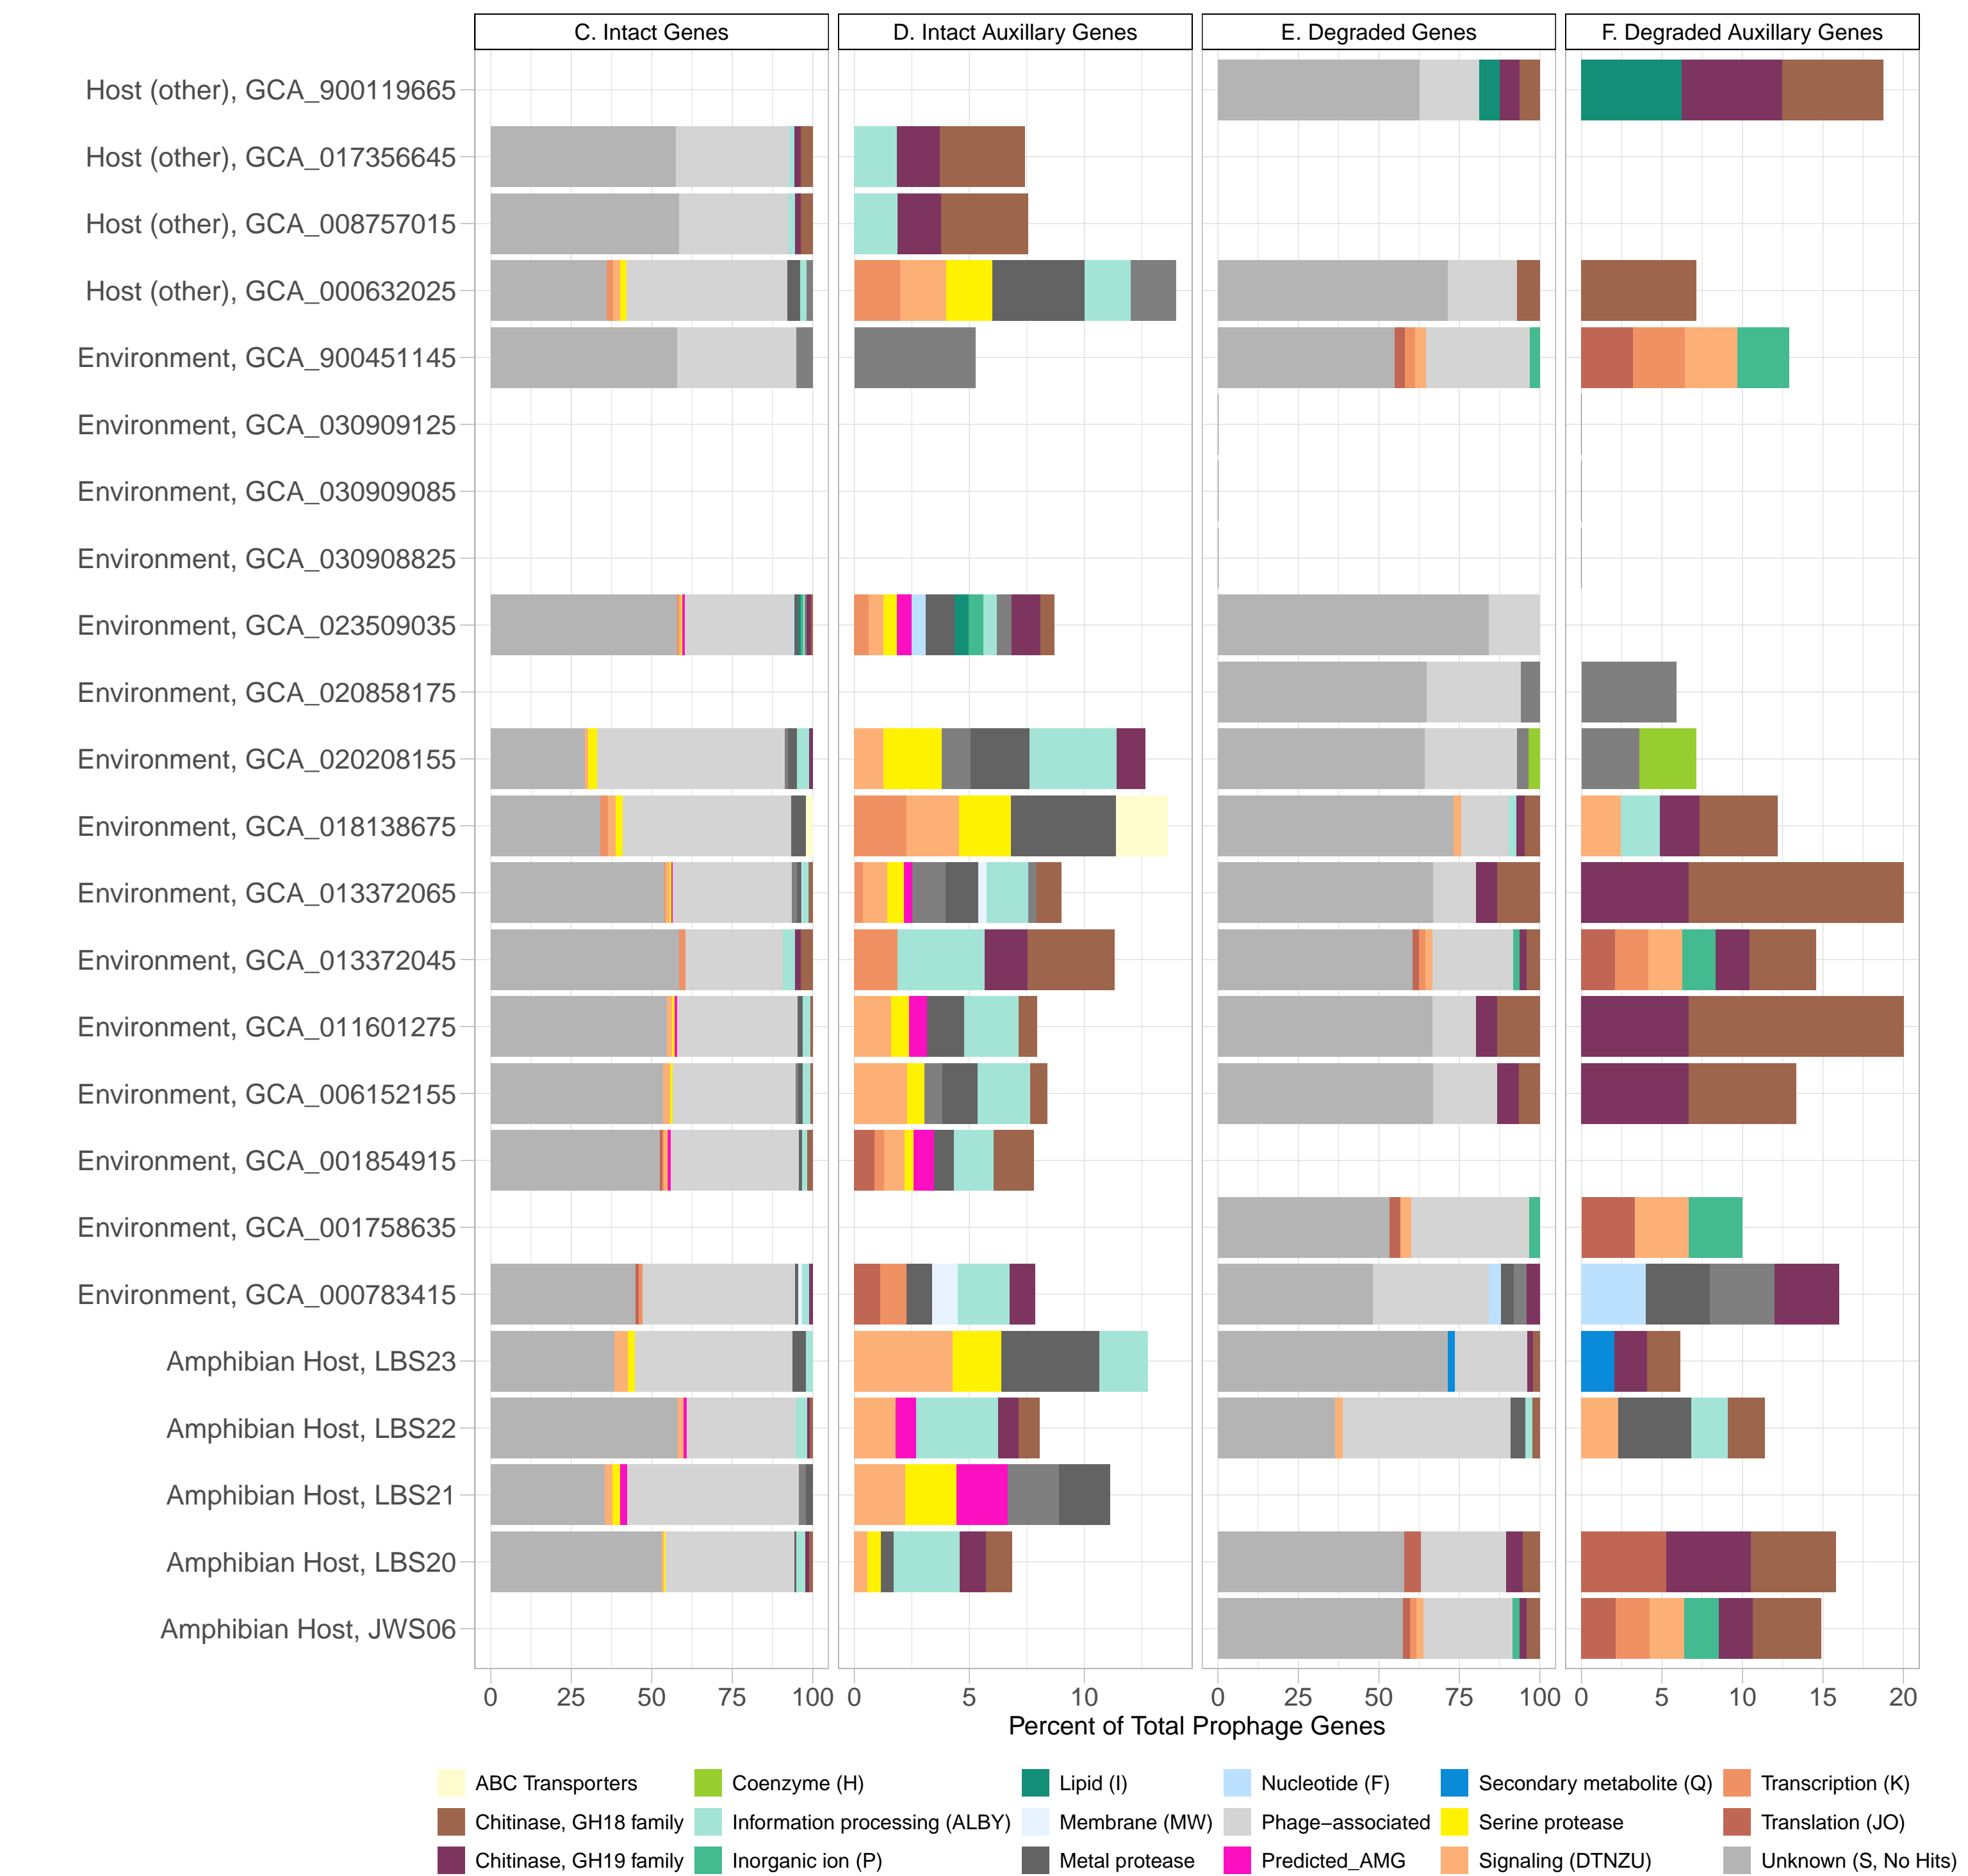 C. Intact Genes
D. Intact Auxillary Genes
E. Degraded Genes
F. Degraded Auxillary Genes
Host (other), GCA_900119665
Host (other), GCA_017356645
Host (other), GCA_008757015
Host (other), GCA_000632025
Environment, GCA_900451145
Environment, GCA_030909125
Environment, GCA_030909085
Environment, GCA_030908825
Environment, GCA_023509035
Environment, GCA_020858175
Environment, GCA_020208155
Environment, GCA_018138675
Environment, GCA_013372065
Environment, GCA_013372045
Environment, GCA_011601275
Environment, GCA_006152155
Environment, GCA_001854915
Environment, GCA_001758635
Environment, GCA_000783415
Amphibian Host, LBS23
Amphibian Host, LBS22
Amphibian Host, LBS21
Amphibian Host, LBS20
Amphibian Host, JWS06
0 25 50 75 100 0 5 10 0 25 50 75 100 0 5 10 15 20
Percent of Total Prophage Genes
ABC Transporters Coenzyme (H) Lipid (I) Nucleotide (F) Secondary metabolite (Q) Transcription (K)
Chitinase, GH18 family Information processing (ALBY) Membrane (MW) Phage−associated Serine protease Translation (JO)
Chitinase, GH19 family Inorganic ion (P) Metal protease Predicted_AMG Signaling (DTNZU) Unknown (S, No Hits)